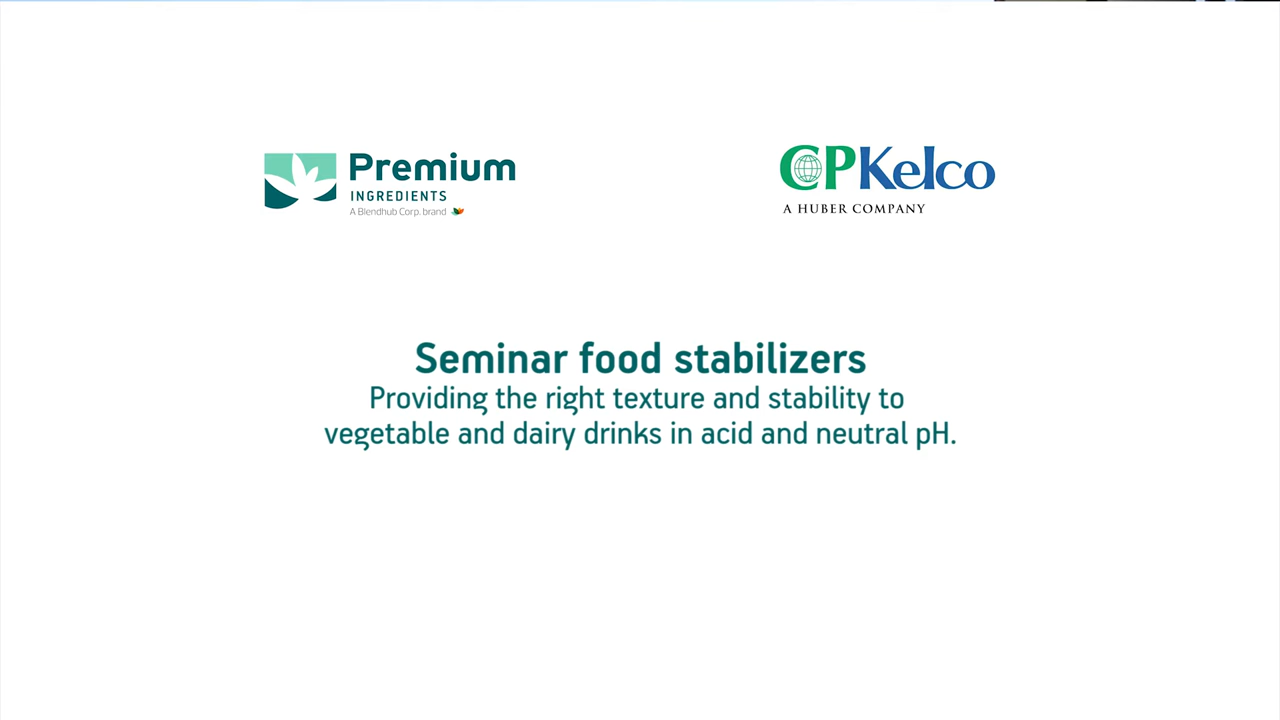 Premium
INGREDIENTS
A Blendhub Corp. brand
CPKelco
A HUBER COMPANY
Seminar food stabilizers
Providing the right texture and stability to
vegetable and dairy drinks in acid and neutral pH.